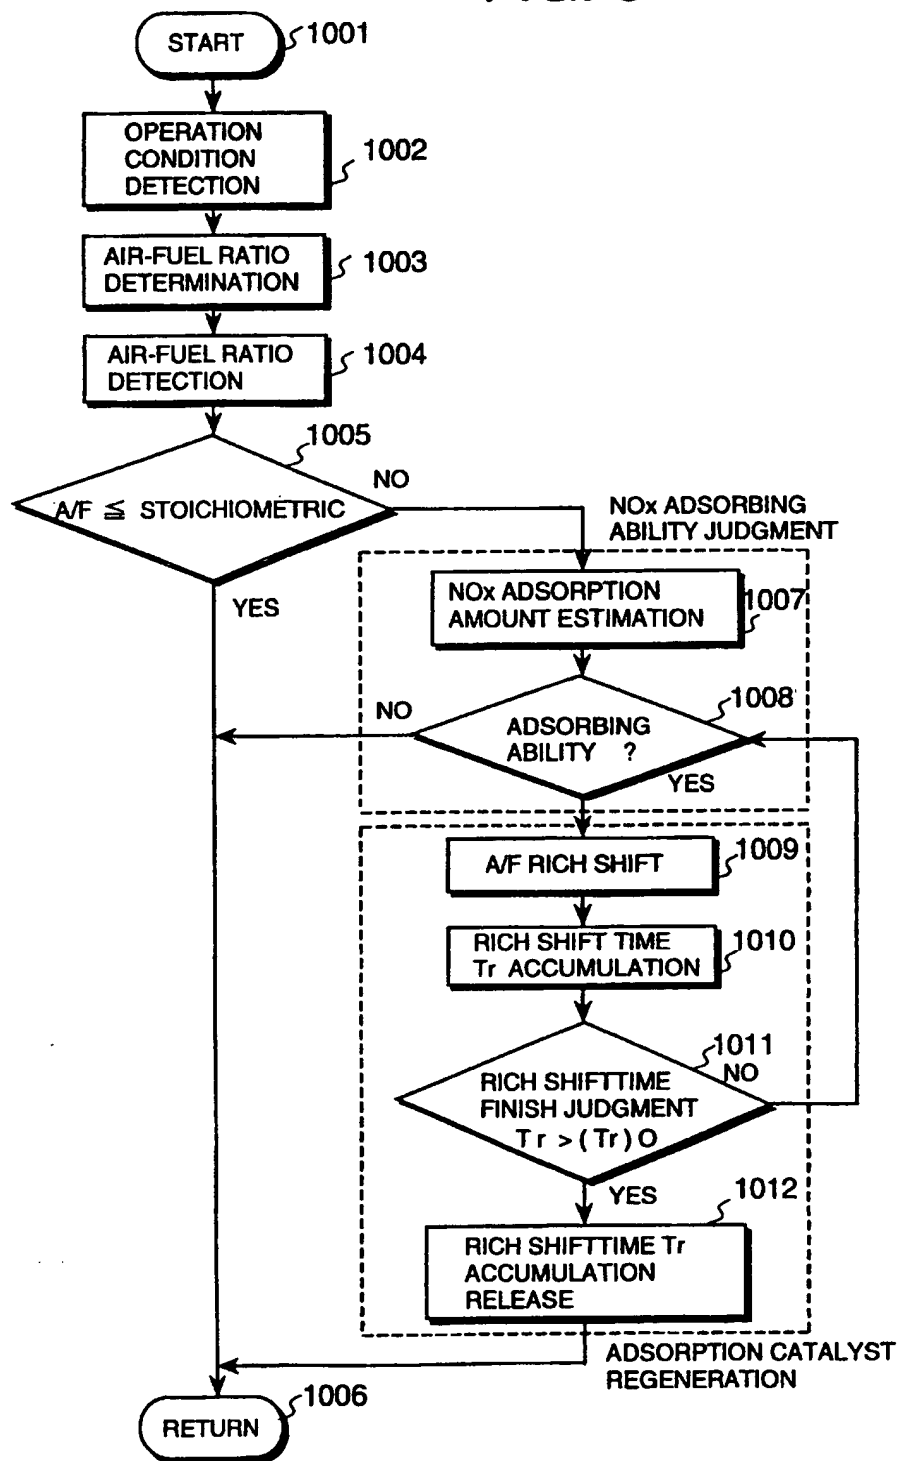 START
1001
OPERATION
CONDITION
DETECTION
1002
AIR-FUEL RATIO
DETERMINATION
1003
AIR-FUEL RATIO
DETECTION
1004
1005
A/F ≦ STOICHIOMETRIC
NO
YES
NOx ADSORBING
ABILITY JUDGMENT
NOx ADSORPTION
AMOUNT ESTIMATION
1007
1008
NO
ADSORBING
ABILITY ?
YES
A/F RICH SHIFT
1009
RICH SHIFT TIME
Tr ACCUMULATION
1010
1011
NO
RICH SHIFTTIME
FINISH JUDGMENT
Tr > (Tr) O
YES
1012
RICH SHIFTTIME Tr
ACCUMULATION
RELEASE
ADSORPTION CATALYST
REGENERATION
1006
RETURN